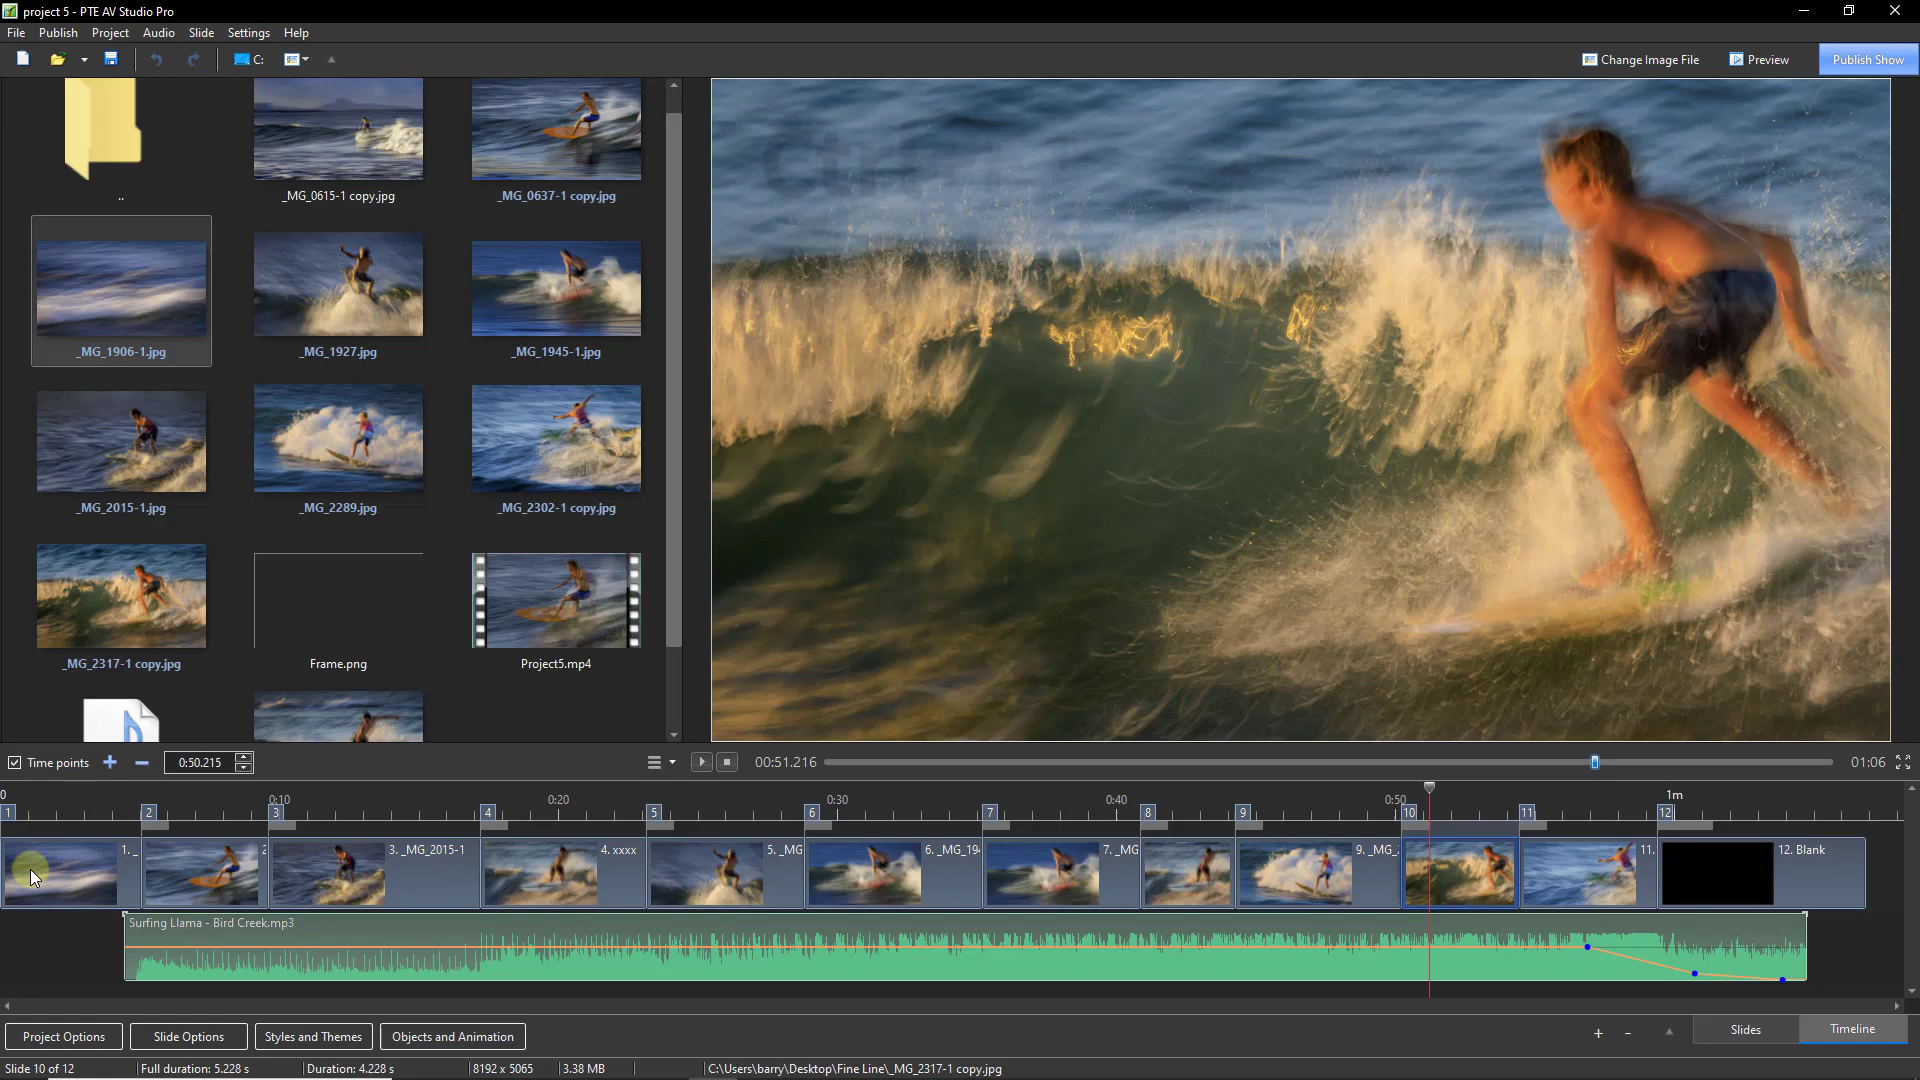 project 5 - PTE AV Studio Pro
File Publish Project Audio Slide Settings Help
C: Change Image File Preview Publish Show
.. _MG_0615-1 copy.jpg _MG_0637-1 copy.jpg
_MG_1906-1.jpg _MG_1927.jpg _MG_1945-1.jpg
_MG_2015-1.jpg _MG_2289.jpg _MG_2302-1 copy.jpg
_MG_2317-1 copy.jpg Frame.png Project5.mp4
Time points 0:50.215 00:51.216 01:06
0 0:10 0:20 0:30 0:40 0:50 1m
1 2 3 4 5 6 7 8 9 10 11 12
1. _ 2 3. _MG_2015-1 4. xxxx 5. _MG 6. _MG_19 7. _MG 9. _MG_ 11. 12. Blank
Surfing Llama - Bird Creek.mp3
Project Options Slide Options Styles and Themes Objects and Animation + - Slides Timeline
Slide 10 of 12 Full duration: 5.228 s Duration: 4.228 s 8192 x 5065 3.38 MB C:\Users\barry\Desktop\Fine Line\_MG_2317-1 copy.jpg